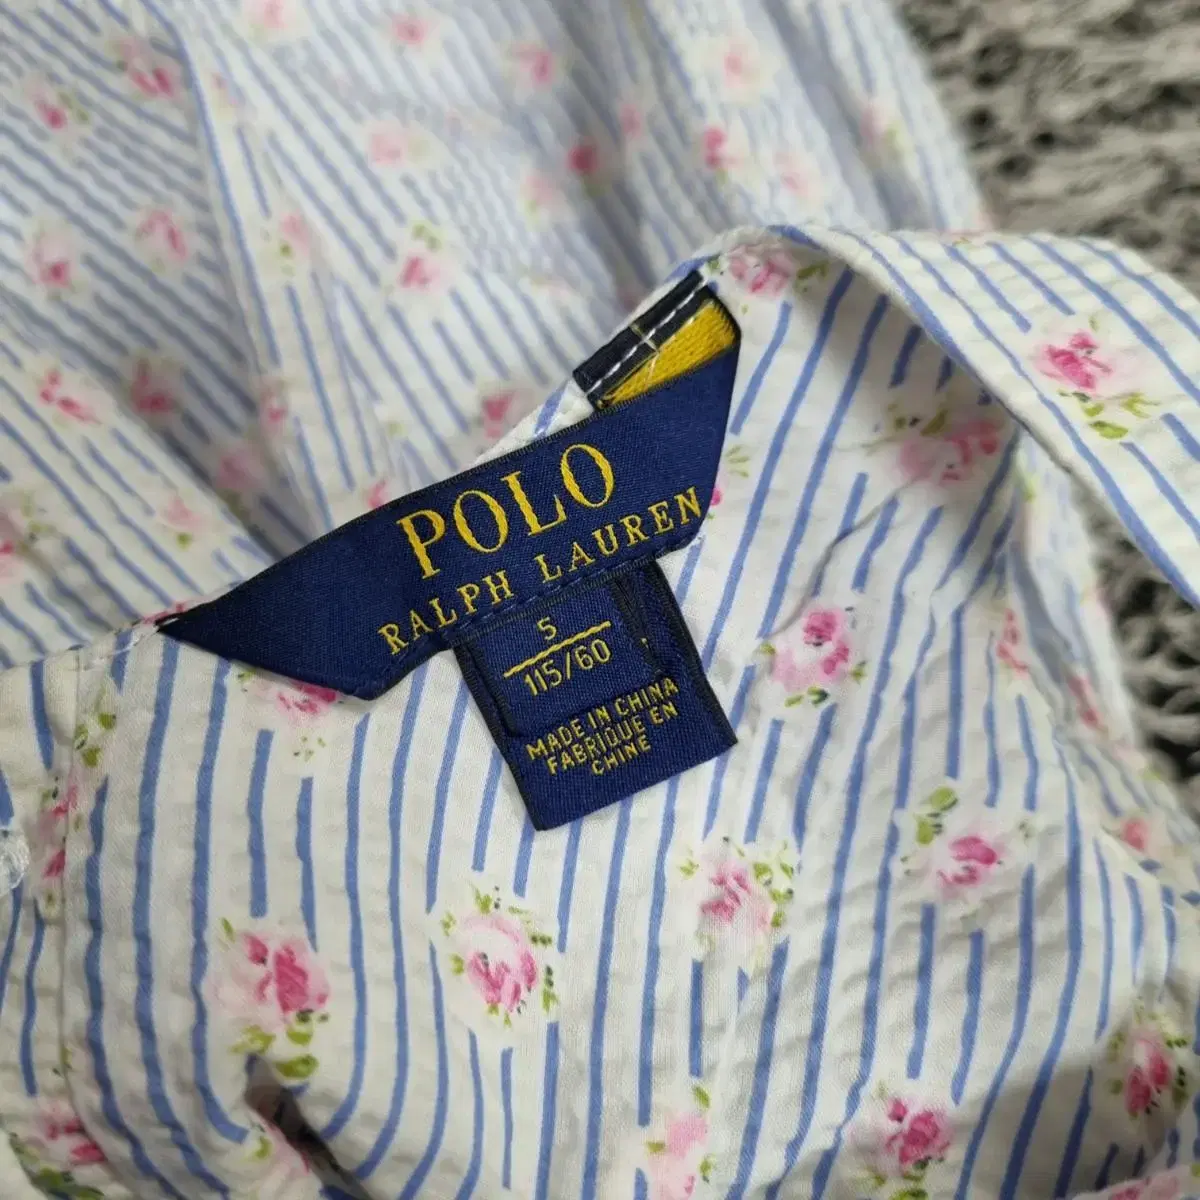 POLO
RALPH LAUREN
5
115/60
MADE IN CHINA
FABRIQUE EN
CHINE